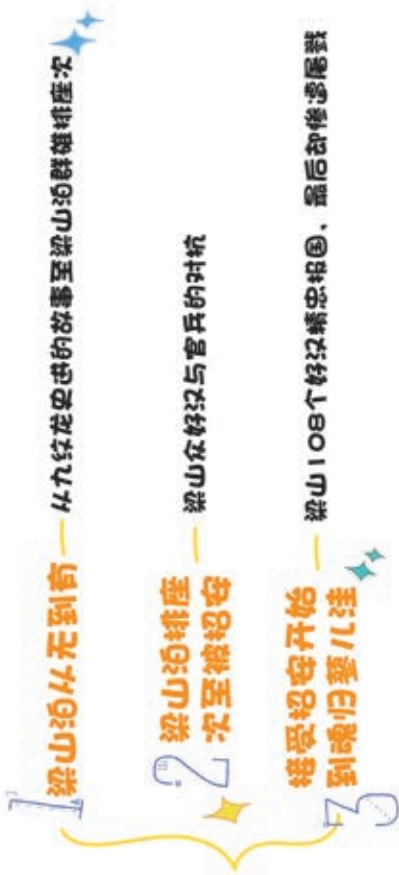 1
梁山泊从无到有
从九纹龙史进的故事至梁山泊群雄排座次
2
梁山泊排座
次至被招安
梁山众好汉与官兵的对抗
3
接受招安开始
到魂归蓼儿洼
梁山108个好汉精忠报国，最后却惨遭屠戮